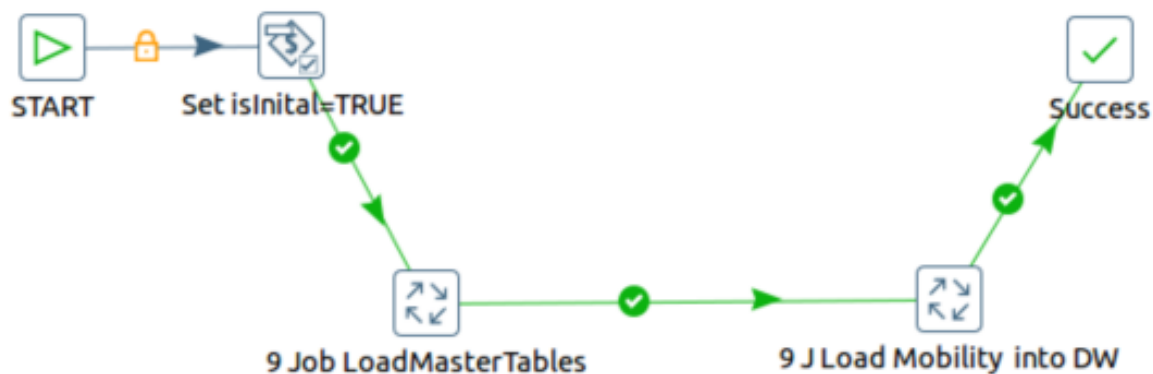 START
Set isInital=TRUE
Success
9 Job LoadMasterTables
9 J Load Mobility into DW